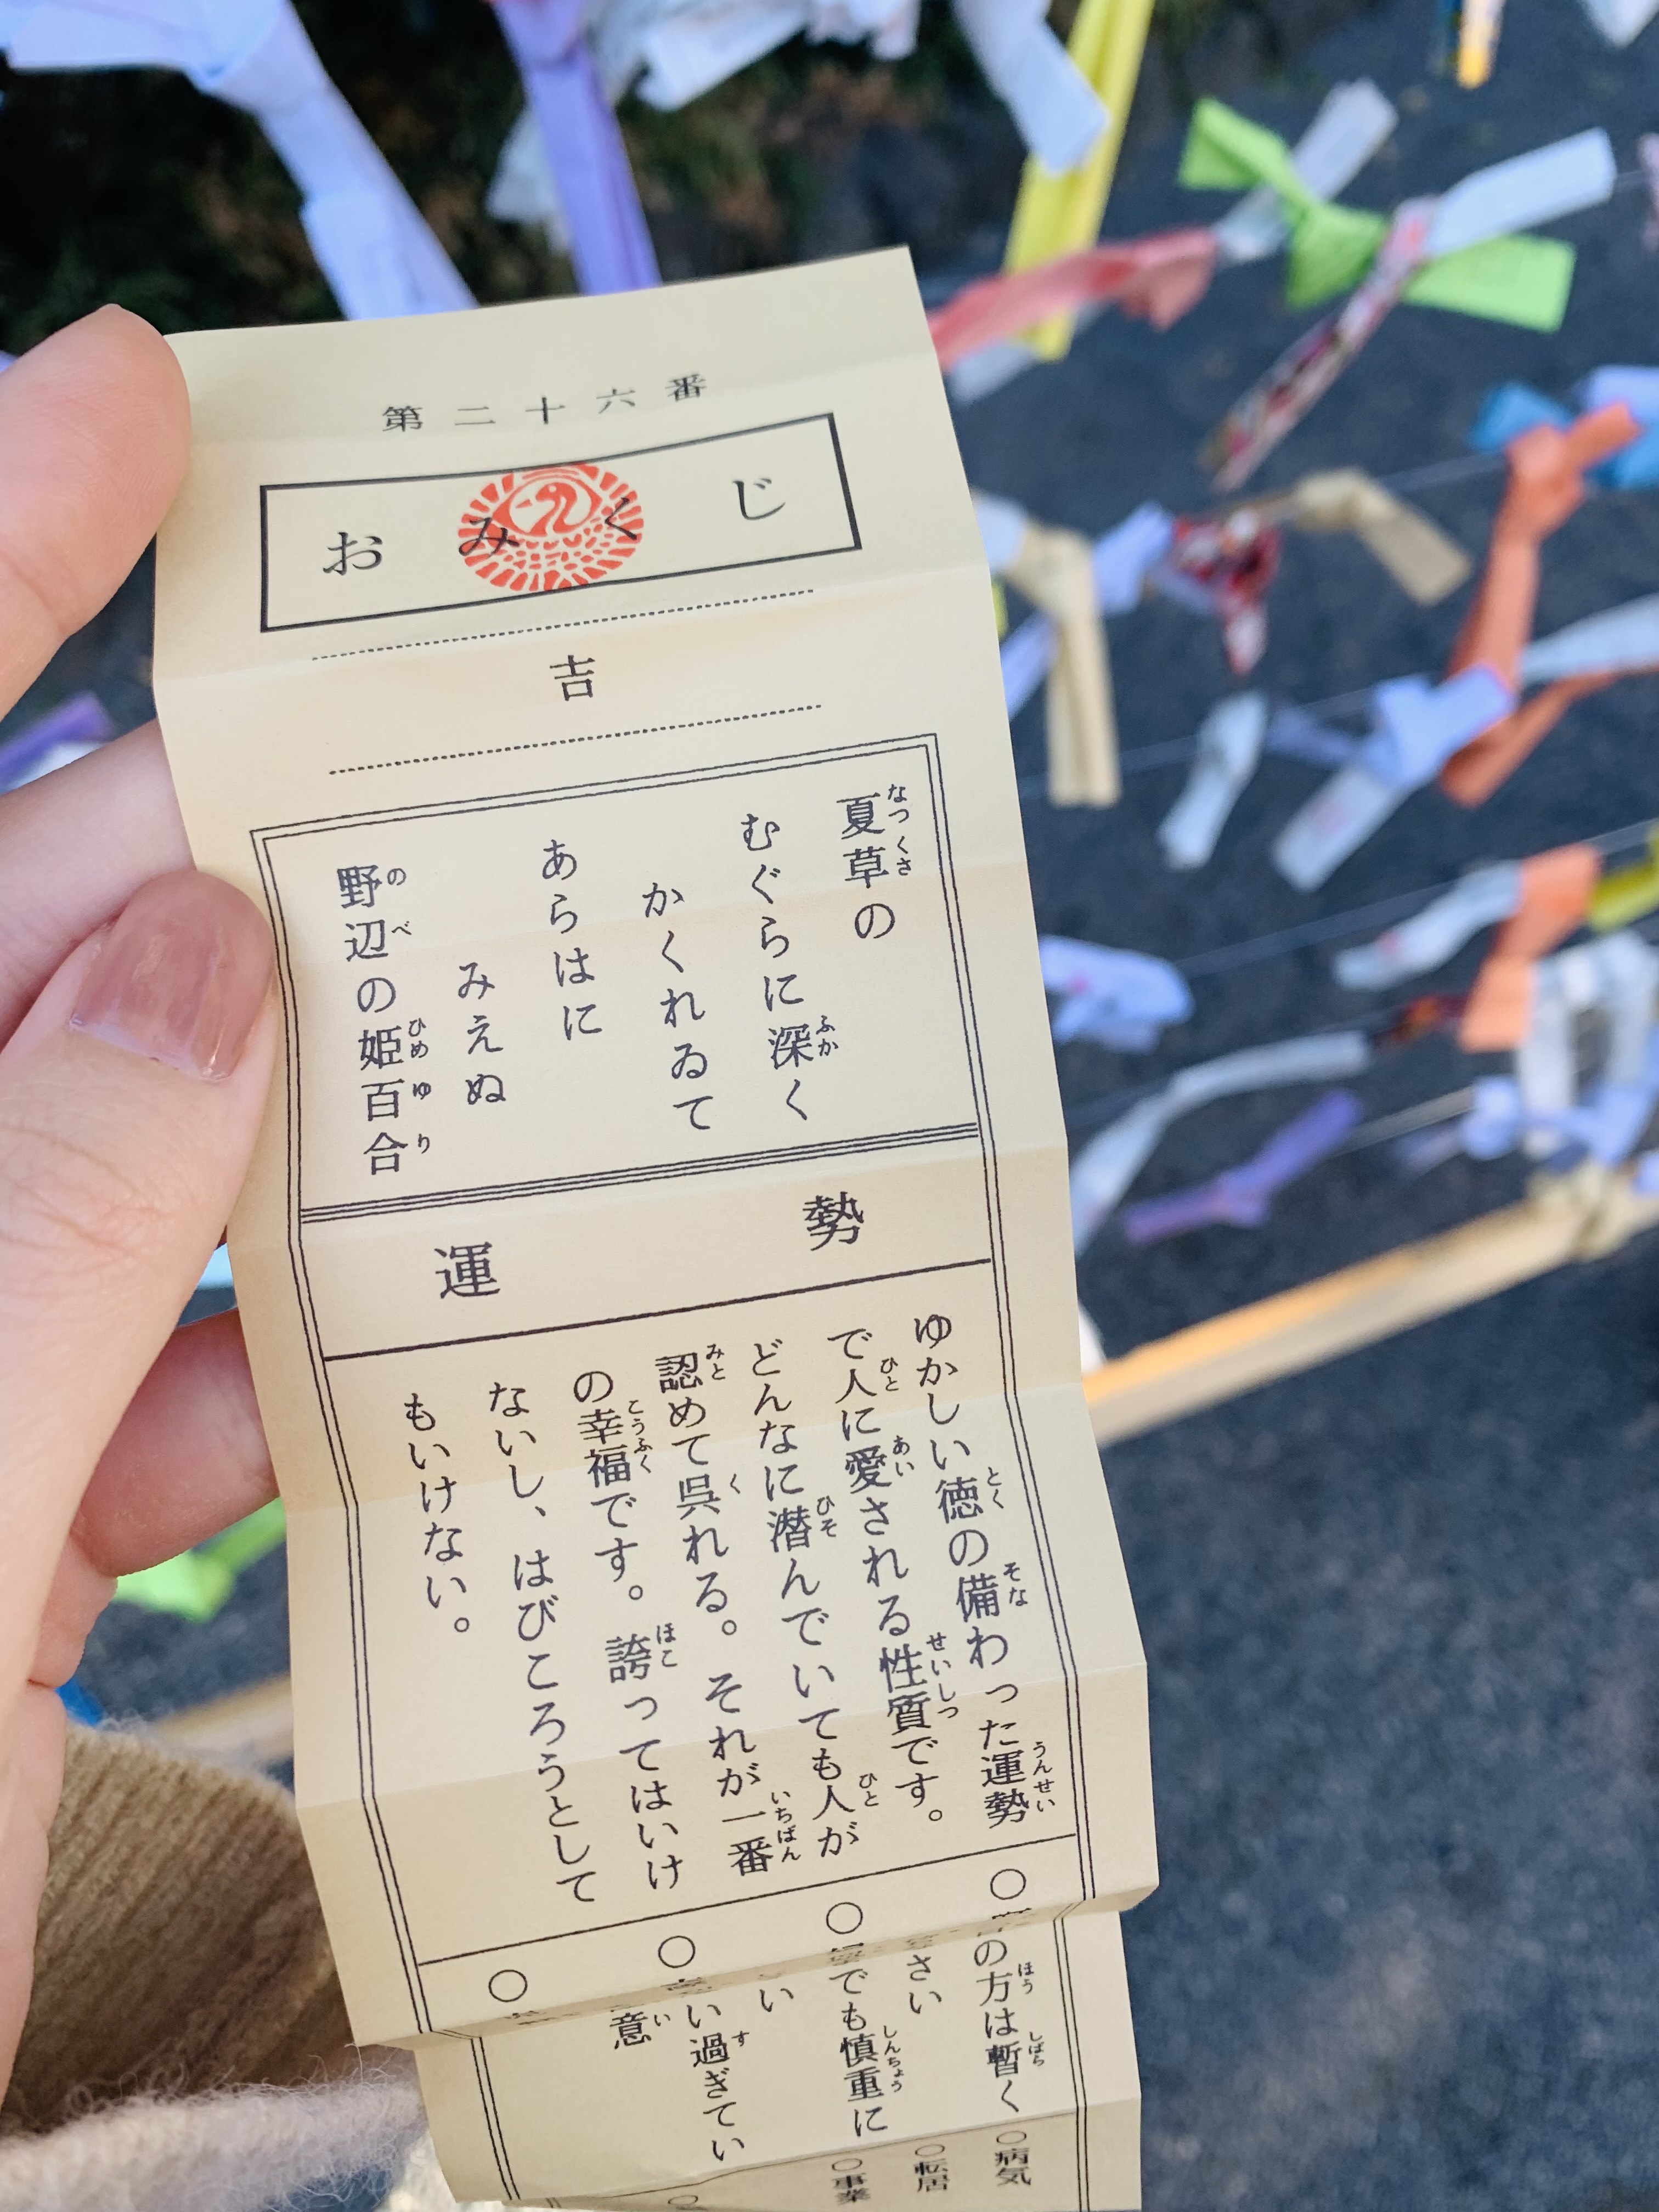 第二十六番
おみくじ
吉
夏草の
むぐらに深く
かくれゐて
あらはに
みえぬ
野辺の姫百合
運勢
ゆかしい徳の備わった運勢
で人に愛される性質です。
どんなに潜んでいても人が
認めて呉れる。それが一番
の幸福です。誇ってはいけ
ないし、はびころうとして
もいけない。
の方は暫く
さい
でも慎重に
い
い過ぎてい
意
○病気
○転居
○事業